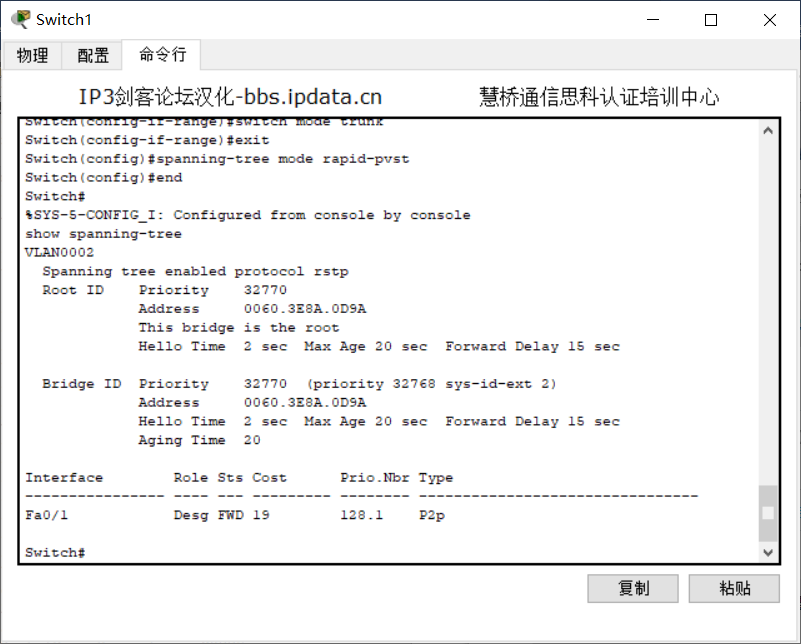 Switch1
物理 配置 命令行
IP3剑客论坛汉化-bbs.ipdata.cn 慧桥通信思科认证培训中心
Switch(config-if-range)#switch mode trunk
Switch(config-if-range)#exit
Switch(config)#spanning-tree mode rapid-pvst
Switch(config)#end
Switch#
%SYS-5-CONFIG_I: Configured from console by console
show spanning-tree
VLAN0002
  Spanning tree enabled protocol rstp
  Root ID    Priority    32770
             Address     0060.3E8A.0D9A
             This bridge is the root
             Hello Time  2 sec  Max Age 20 sec  Forward Delay 15 sec
  Bridge ID  Priority    32770  (priority 32768 sys-id-ext 2)
             Address     0060.3E8A.0D9A
             Hello Time  2 sec  Max Age 20 sec  Forward Delay 15 sec
             Aging Time  20
Interface        Role Sts Cost      Prio.Nbr Type
---------------- ---- --- --------- -------- --------------------------------
Fa0/1            Desg FWD 19        128.1    P2p
Switch#
复制 粘贴